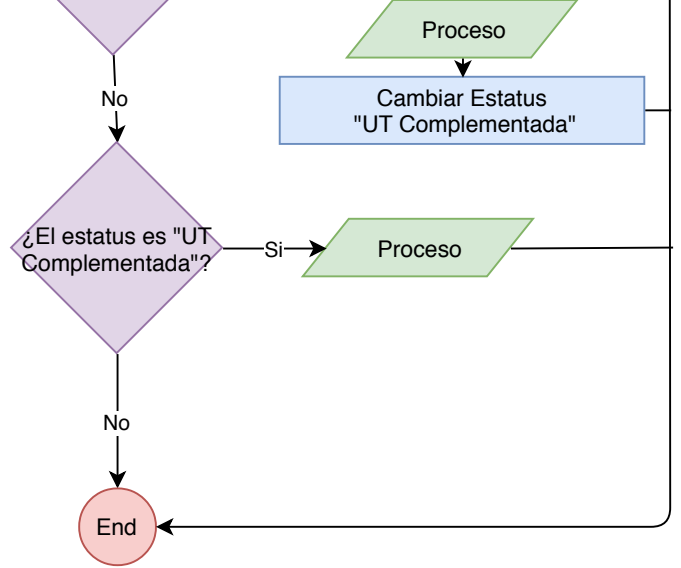 Proceso
No
Cambiar Estatus
"UT Complementada"
¿El estatus es "UT
Complementada"?
Si
Proceso
No
End